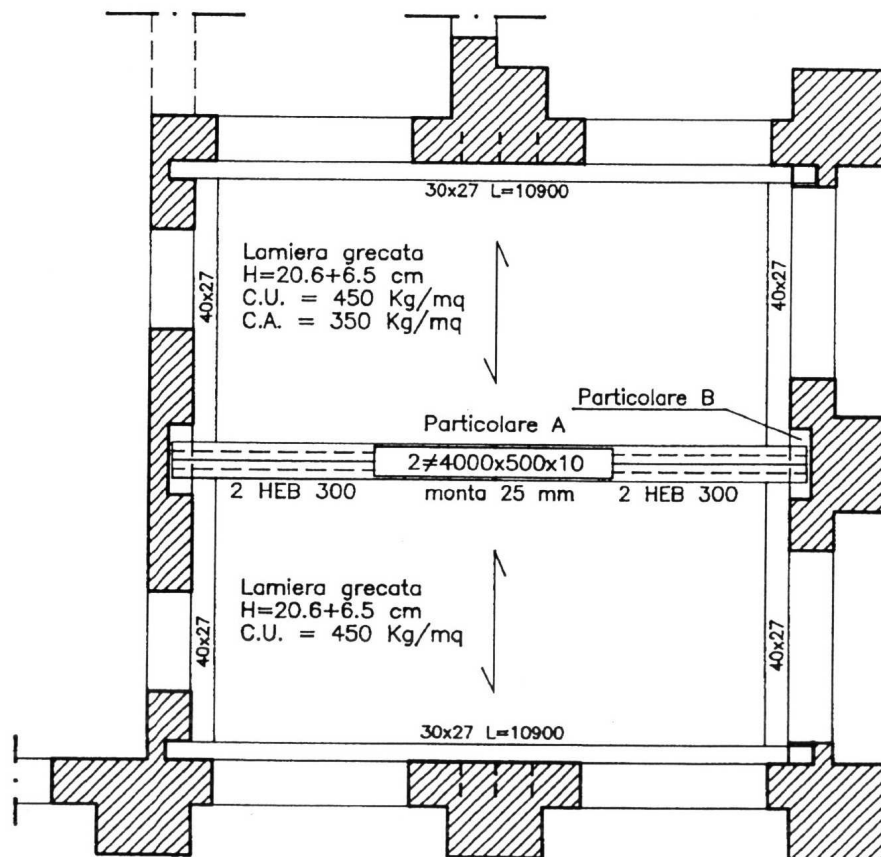 30x27 L=10900
Lamiera grecata
H=20.6+6.5 cm
C.U. = 450 Kg/mq
C.A. = 350 Kg/mq
40x27
40x27
Particolare B
Particolare A
2≠4000x500x10
2 HEB 300
monta 25 mm
2 HEB 300
Lamiera grecata
H=20.6+6.5 cm
C.U. = 450 Kg/mq
40x27
40x27
30x27 L=10900